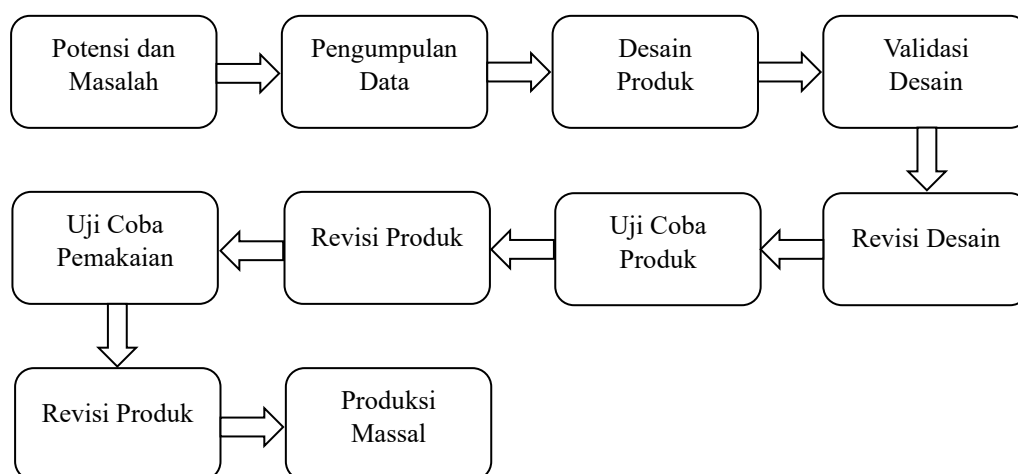 Potensi dan
Masalah
Pengumpulan
Data
Desain
Produk
Validasi
Desain
Revisi Desain
Uji Coba
Produk
Revisi Produk
Uji Coba
Pemakaian
Revisi Produk
Produksi
Massal